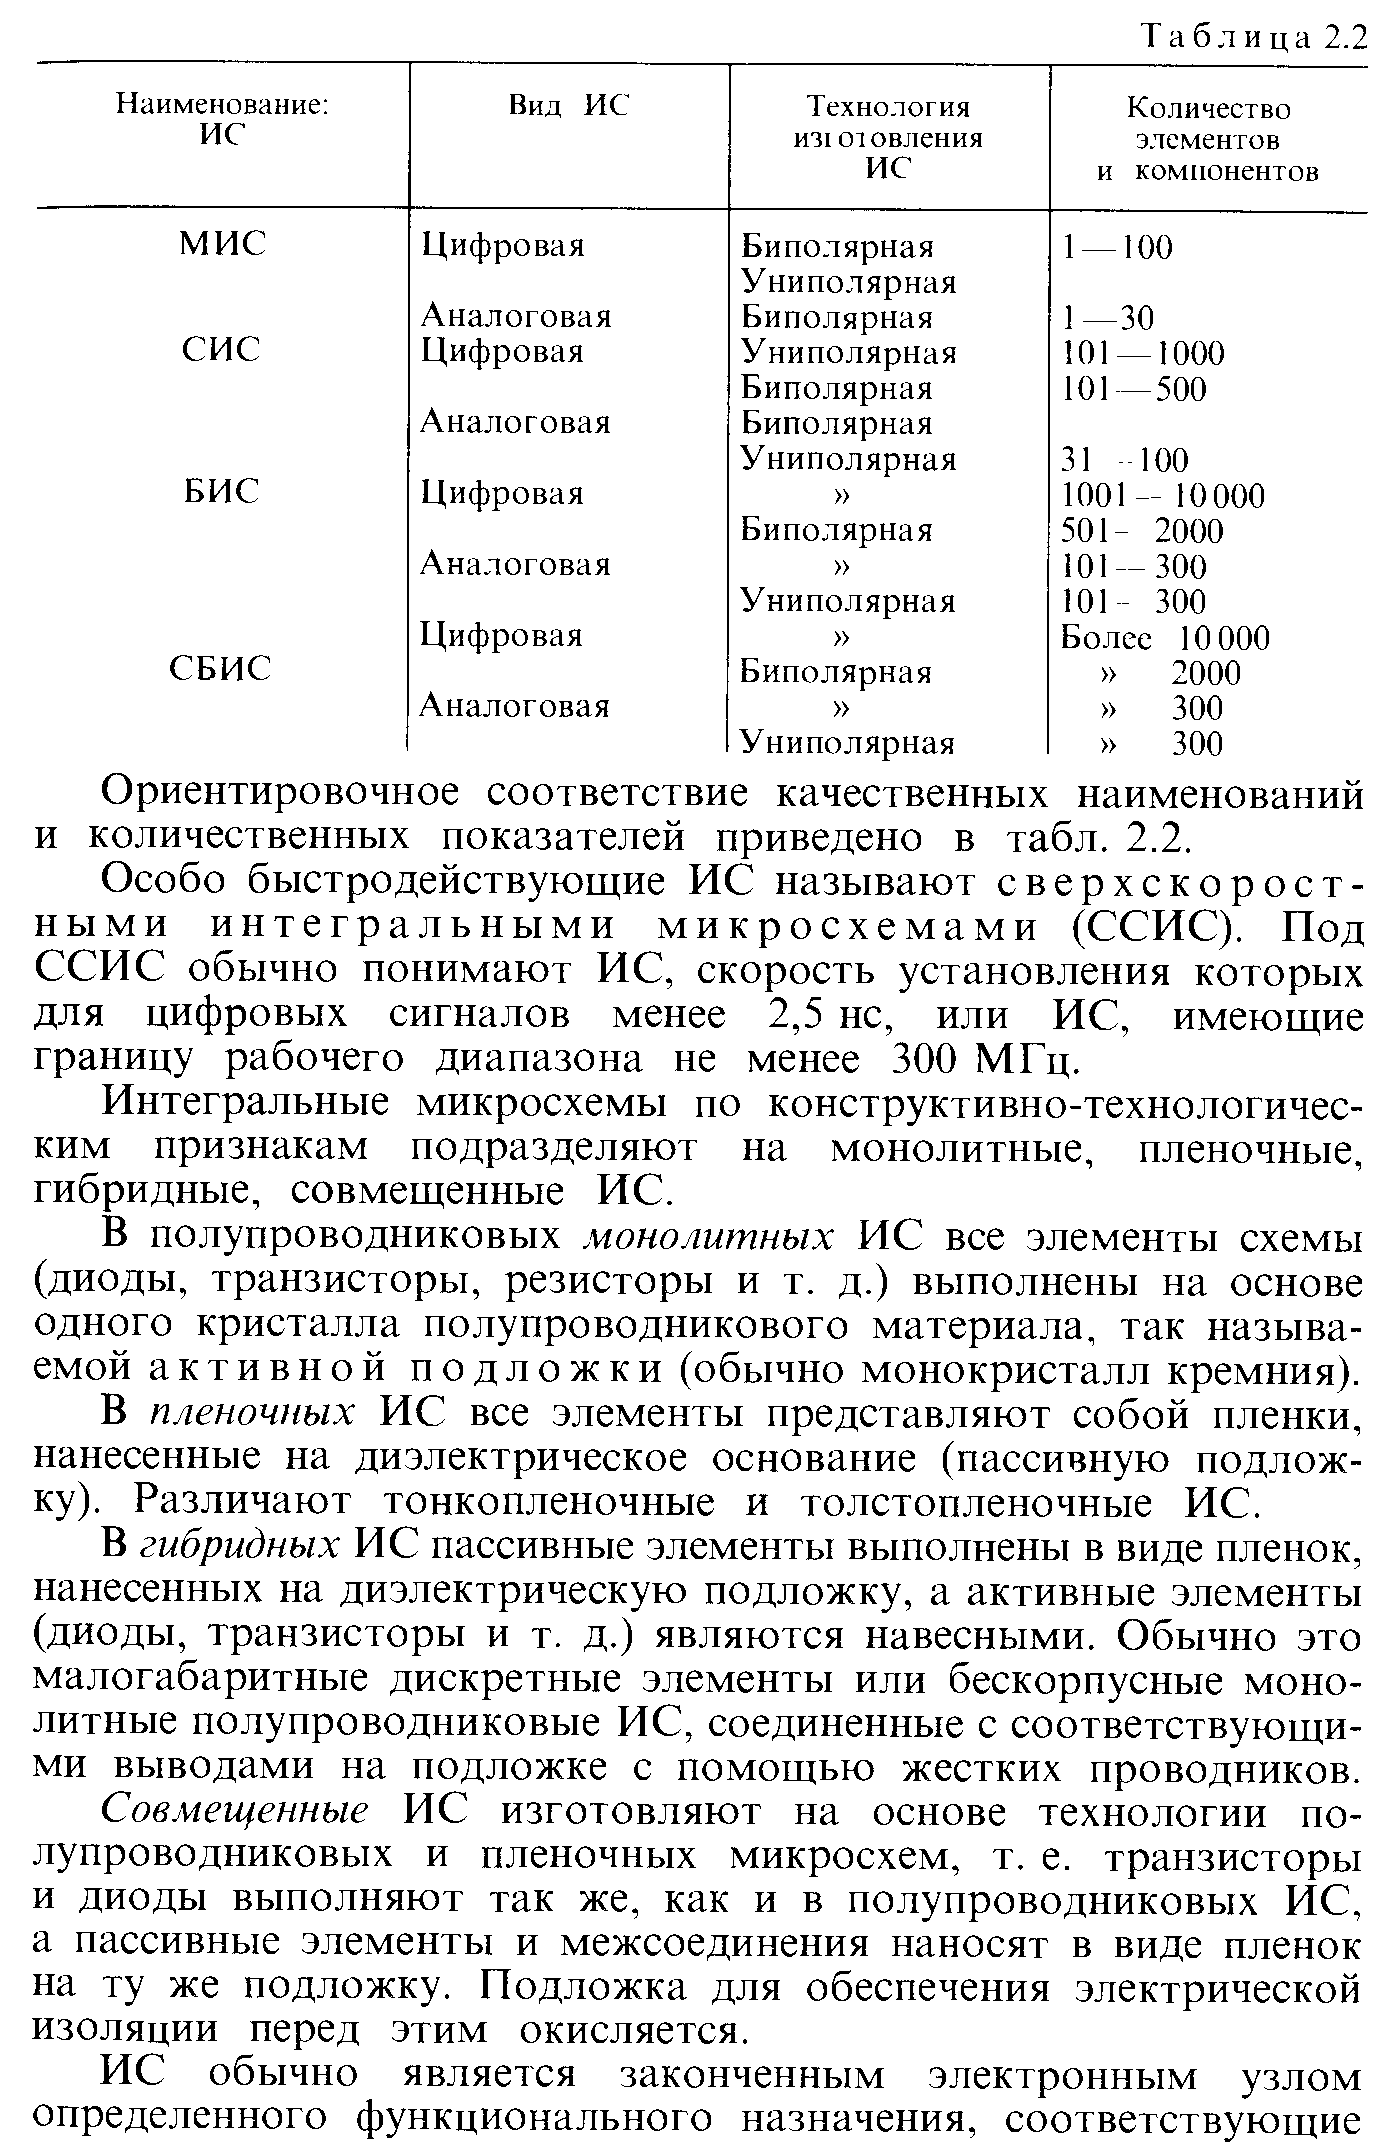 Таблица 2.2
Наименование: Вид ИС Технология Количество
ИС изготовления элементов
ИС и компонентов
МИС Цифровая Биполярная 1—100
Униполярная
Аналоговая Биполярная 1—30
СИС Цифровая Униполярная 101—1000
Биполярная 101—500
Аналоговая Биполярная
Униполярная 31 -100
БИС Цифровая » 1001— 10 000
Биполярная 501- 2000
Аналоговая » 101—300
Униполярная 101- 300
Цифровая » Более 10 000
СБИС Биполярная » 2000
Аналоговая » » 300
Униполярная » 300
Ориентировочное соответствие качественных наименований
и количественных показателей приведено в табл. 2.2.
Особо быстродействующие ИС называют сверхскорост-
ными интегральными микросхемами (ССИС). Под
ССИС обычно понимают ИС, скорость установления которых
для цифровых сигналов менее 2,5 нс, или ИС, имеющие
границу рабочего диапазона не менее 300 МГц.
Интегральные микросхемы по конструктивно-технологичес-
ким признакам подразделяют на монолитные, пленочные,
гибридные, совмещенные ИС.
В полупроводниковых монолитных ИС все элементы схемы
(диоды, транзисторы, резисторы и т. д.) выполнены на основе
одного кристалла полупроводникового материала, так называ-
емой активной подложки (обычно монокристалл кремния).
В пленочных ИС все элементы представляют собой пленки,
нанесенные на диэлектрическое основание (пассивную подлож-
ку). Различают тонкопленочные и толстопленочные ИС.
В гибридных ИС пассивные элементы выполнены в виде пленок,
нанесенных на диэлектрическую подложку, а активные элементы
(диоды, транзисторы и т. д.) являются навесными. Обычно это
малогабаритные дискретные элементы или бескорпусные моно-
литные полупроводниковые ИС, соединенные с соответствующи-
ми выводами на подложке с помощью жестких проводников.
Совмещенные ИС изготовляют на основе технологии по-
лупроводниковых и пленочных микросхем, т. е. транзисторы
и диоды выполняют так же, как и в полупроводниковых ИС,
а пассивные элементы и межсоединения наносят в виде пленок
на ту же подложку. Подложка для обеспечения электрической
изоляции перед этим окисляется.
ИС обычно является законченным электронным узлом
определенного функционального назначения, соответствующие